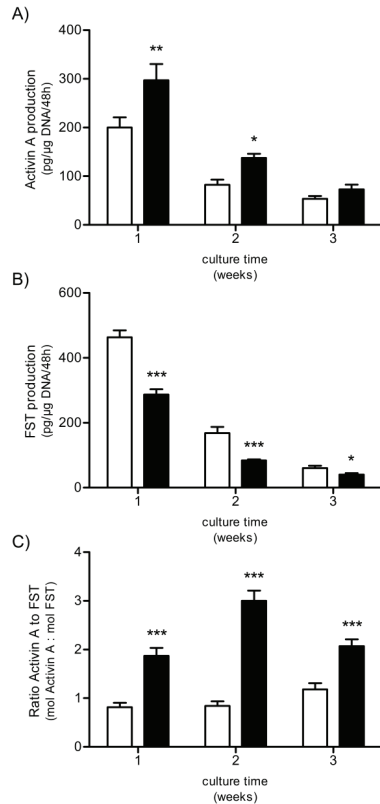 A)
Activin A production
(pg/µg DNA/48h)
400
300
200
100
0
**
*
1
2
3
culture time
(weeks)
B)
FST production
(pg/µg DNA/48h)
600
400
200
0
***
***
*
1
2
3
culture time
(weeks)
C)
Ratio Activin A to FST
(mol Activin A : mol FST)
4
3
2
1
0
***
***
***
1
2
3
culture time
(weeks)